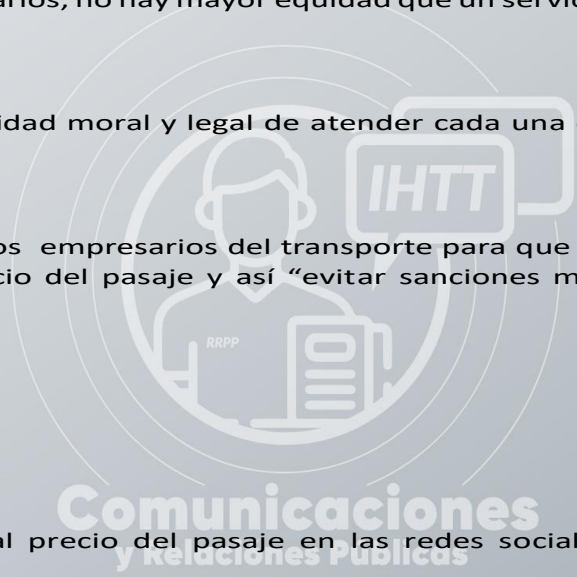 arios, no hay mayor equidad que un servic
idad moral y legal de atender cada una
IHTT
os empresarios del transporte para que
cio del pasaje y así “evitar sanciones m
RRPP
Comunicaciones
al precio del pasaje en las redes social
y Relaciones Públicas